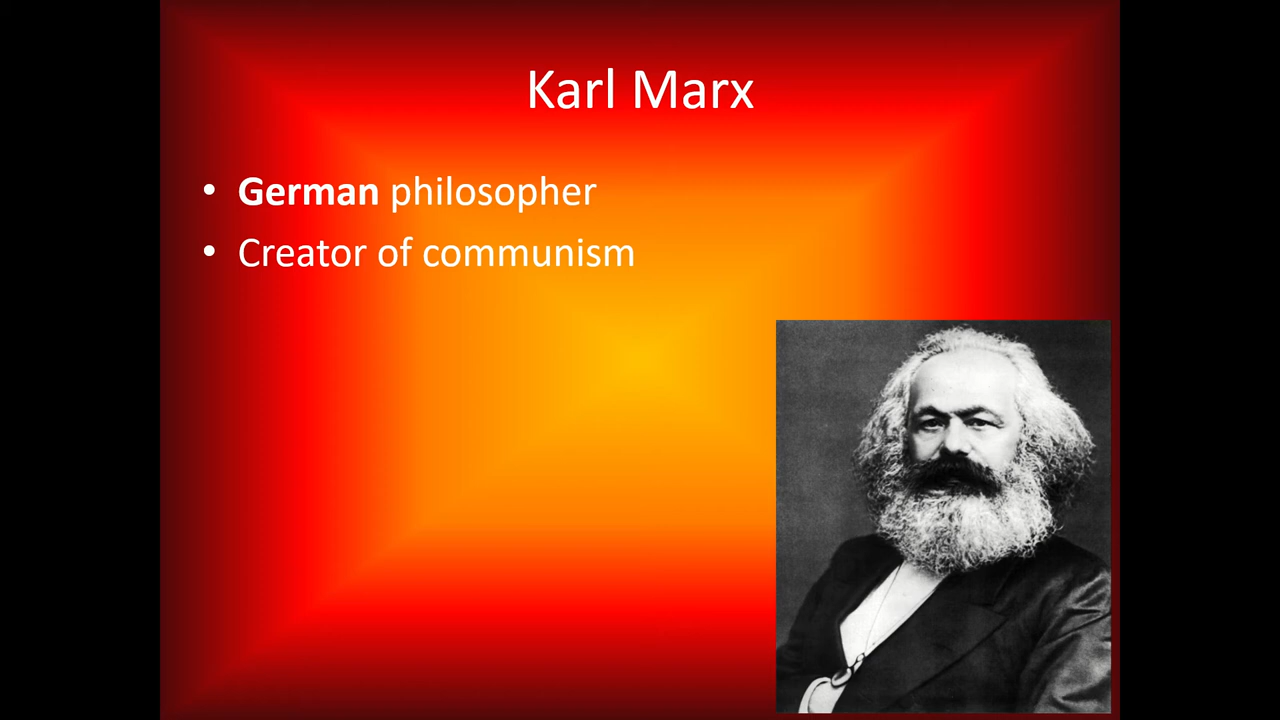 Karl Marx
• German philosopher
• Creator of communism